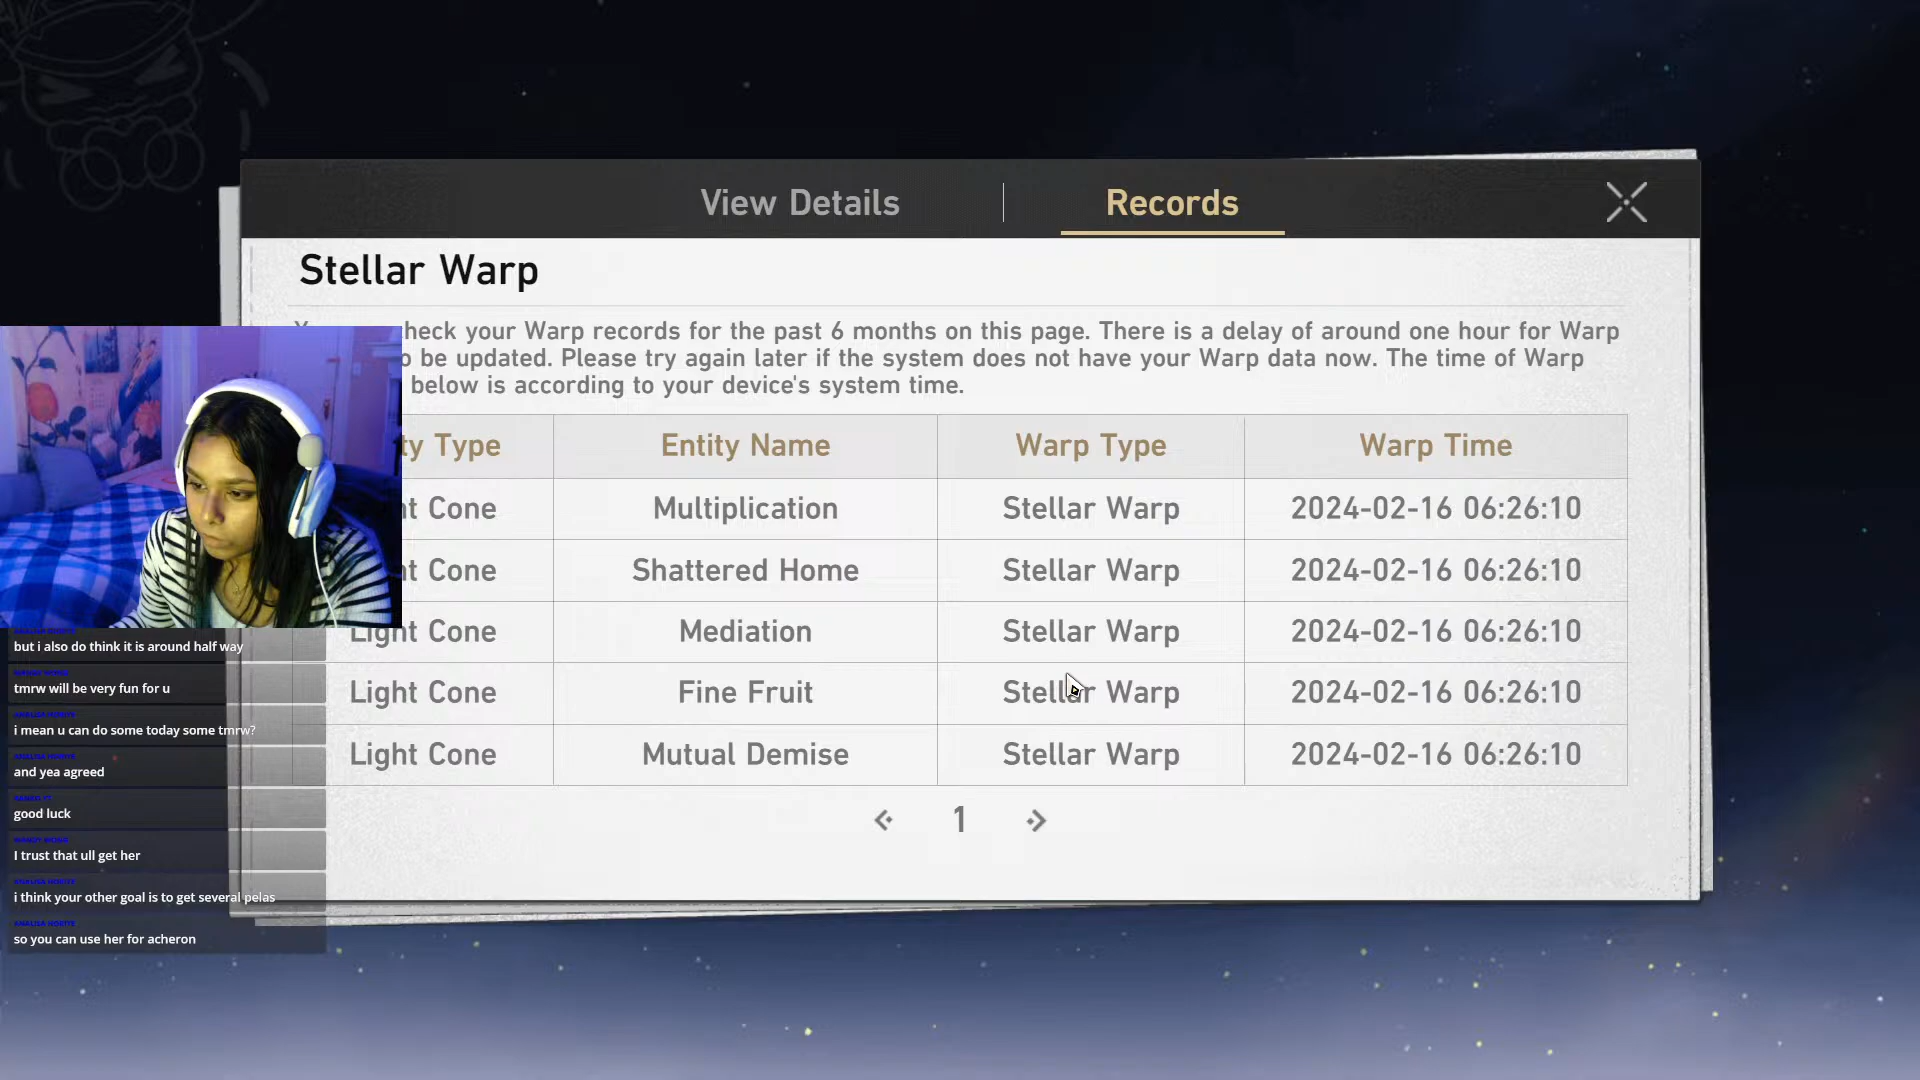 View Details
Records
Stellar Warp
heck your Warp records for the past 6 months on this page. There is a delay of around one hour for Warp
o be updated. Please try again later if the system does not have your Warp data now. The time of Warp
below is according to your device's system time.
ty Type Entity Name Warp Type Warp Time
t Cone Multiplication Stellar Warp 2024-02-16 06:26:10
t Cone Shattered Home Stellar Warp 2024-02-16 06:26:10
Light Cone Mediation Stellar Warp 2024-02-16 06:26:10
Light Cone Fine Fruit Stellar Warp 2024-02-16 06:26:10
Light Cone Mutual Demise Stellar Warp 2024-02-16 06:26:10
1
but i also do think it is around half way
tmrw will be very fun for u
i mean u can do some today some tmrw?
and yea agreed
good luck
I trust that ull get her
i think your other goal is to get several pelas
so you can use her for acheron